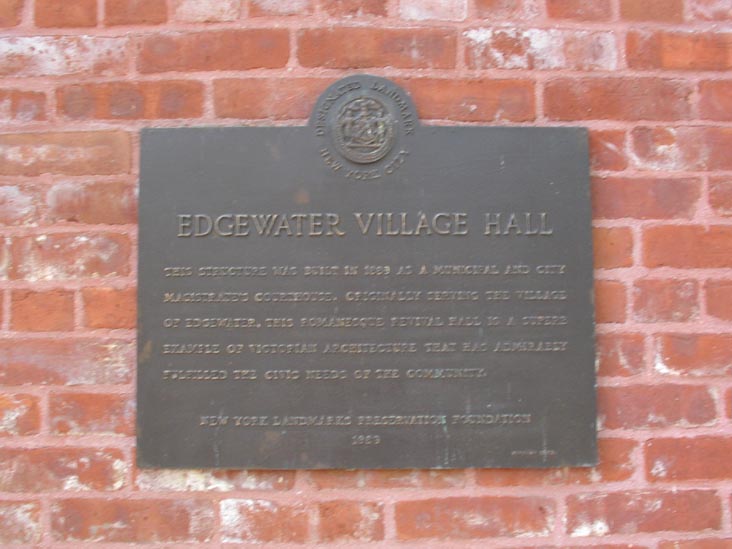 DESIGNATED LANDMARK
NEW YORK CITY
EDGEWATER VILLAGE HALL
THIS STRUCTURE WAS BUILT IN 1889 AS A MUNICIPAL AND CITY
MAGISTRATE'S COURTHOUSE. ORIGINALLY SERVING THE VILLAGE
OF EDGEWATER, THIS ROMANESQUE REVIVAL HALL IS A SUPERB
EXAMPLE OF VICTORIAN ARCHITECTURE THAT HAS ADMIRABLY
FULFILLED THE CIVIC NEEDS OF THE COMMUNITY.
NEW YORK LANDMARKS PRESERVATION FOUNDATION
1989